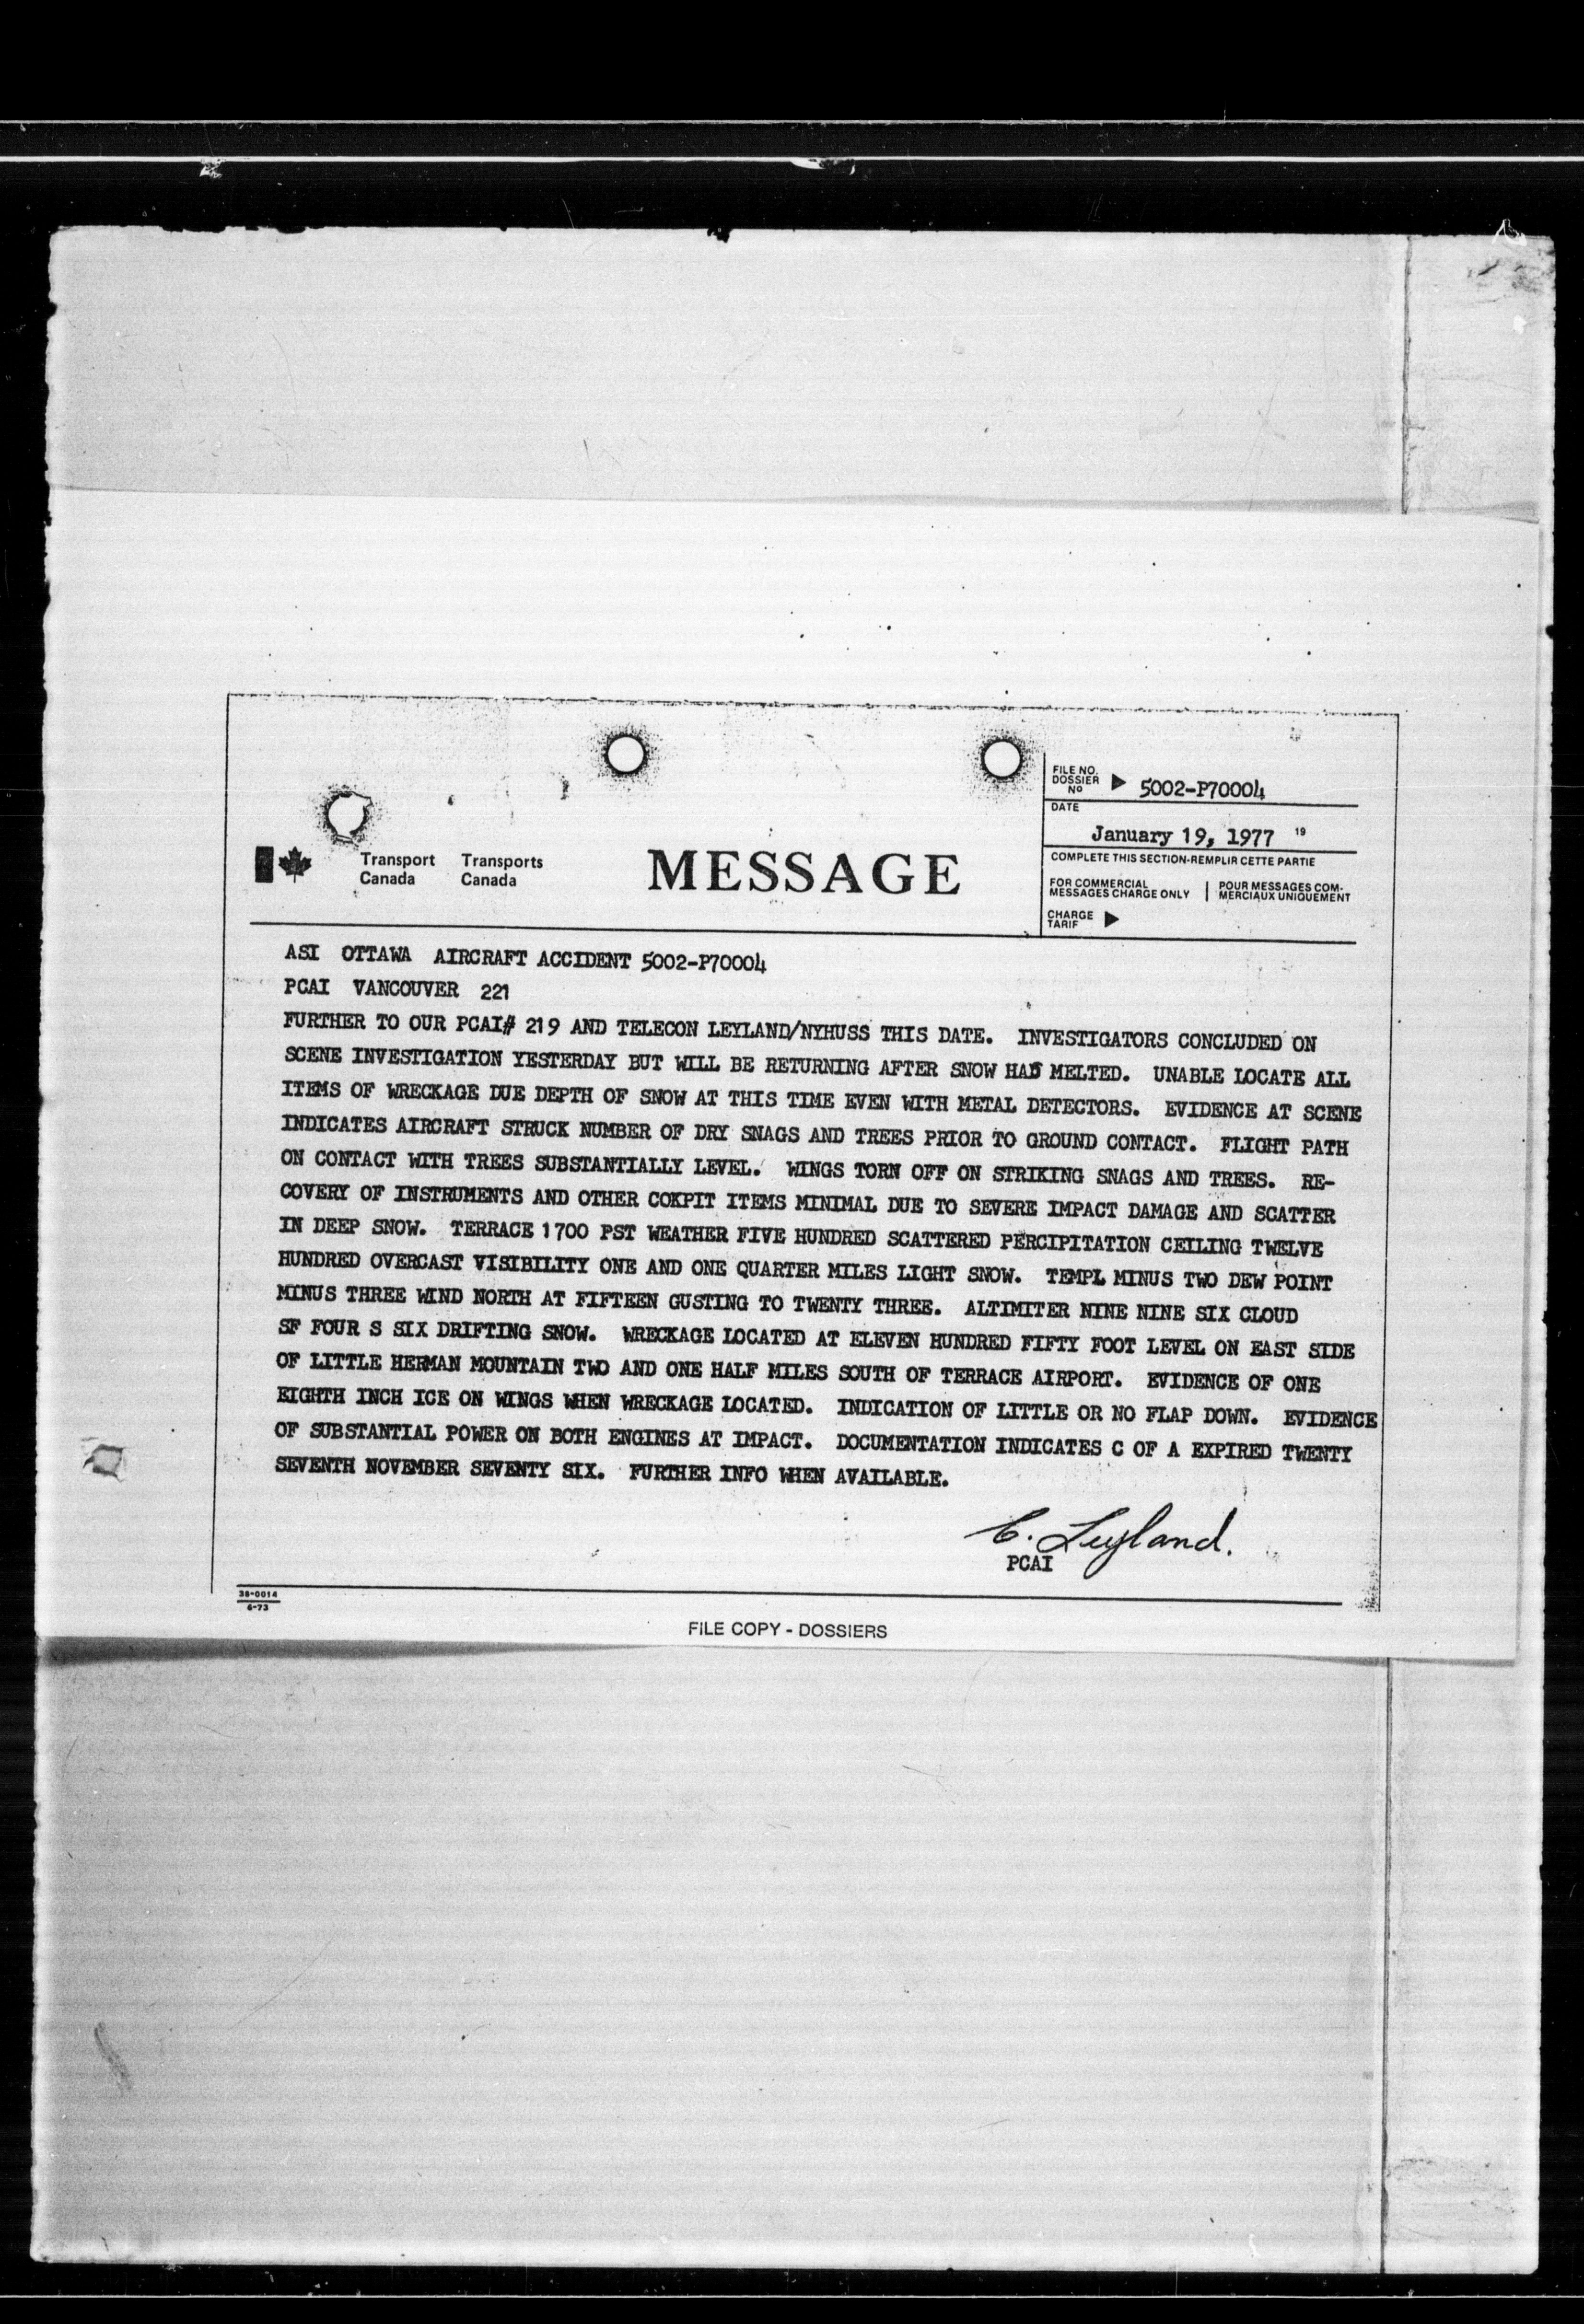 FILE NO.
DOSSIER
Nº
5002-P70004
DATE
January 19, 1977 19
COMPLETE THIS SECTION-REMPLIR CETTE PARTIE
FOR COMMERCIAL
MESSAGES CHARGE ONLY
POUR MESSAGES COM-
MERCIAUX UNIQUEMENT
CHARGE
TARIF
Transport
Canada
Transports
Canada
MESSAGE
ASI OTTAWA AIRCRAFT ACCIDENT 5002-P70004
PCAI VANCOUVER 221
FURTHER TO OUR PCAI# 219 AND TELECON LEYLAND/NYHUSS THIS DATE. INVESTIGATORS CONCLUDED ON
SCENE INVESTIGATION YESTERDAY BUT WILL BE RETURNING AFTER SNOW HAS MELTED. UNABLE LOCATE ALL
ITEMS OF WRECKAGE DUE DEPTH OF SNOW AT THIS TIME EVEN WITH METAL DETECTORS. EVIDENCE AT SCENE
INDICATES AIRCRAFT STRUCK NUMBER OF DRY SNAGS AND TREES PRIOR TO GROUND CONTACT. FLIGHT PATH
ON CONTACT WITH TREES SUBSTANTIALLY LEVEL. WINGS TORN OFF ON STRIKING SNAGS AND TREES. RE-
COVERY OF INSTRUMENTS AND OTHER COKPIT ITEMS MINIMAL DUE TO SEVERE IMPACT DAMAGE AND SCATTER
IN DEEP SNOW. TERRACE 1700 PST WEATHER FIVE HUNDRED SCATTERED PERCIPITATION CEILING TWELVE
HUNDRED OVERCAST VISIBILITY ONE AND ONE QUARTER MILES LIGHT SNOW. TEMPL MINUS TWO DEW POINT
MINUS THREE WIND NORTH AT FIFTEEN GUSTING TO TWENTY THREE. ALTIMITER NINE NINE SIX CLOUD
SF FOUR S SIX DRIFTING SNOW. WRECKAGE LOCATED AT ELEVEN HUNDRED FIFTY FOOT LEVEL ON EAST SIDE
OF LITTLE HERMAN MOUNTAIN TWO AND ONE HALF MILES SOUTH OF TERRACE AIRPORT. EVIDENCE OF ONE
EIGHTH INCH ICE ON WINGS WHEN WRECKAGE LOCATED. INDICATION OF LITTLE OR NO FLAP DOWN. EVIDENCE
OF SUBSTANTIAL POWER ON BOTH ENGINES AT IMPACT. DOCUMENTATION INDICATES C OF A EXPIRED TWENTY
SEVENTH NOVEMBER SEVENTY SIX. FURTHER INFO WHEN AVAILABLE.
C. Leyland.
PCAI
38-0014
6-73
FILE COPY - DOSSIERS